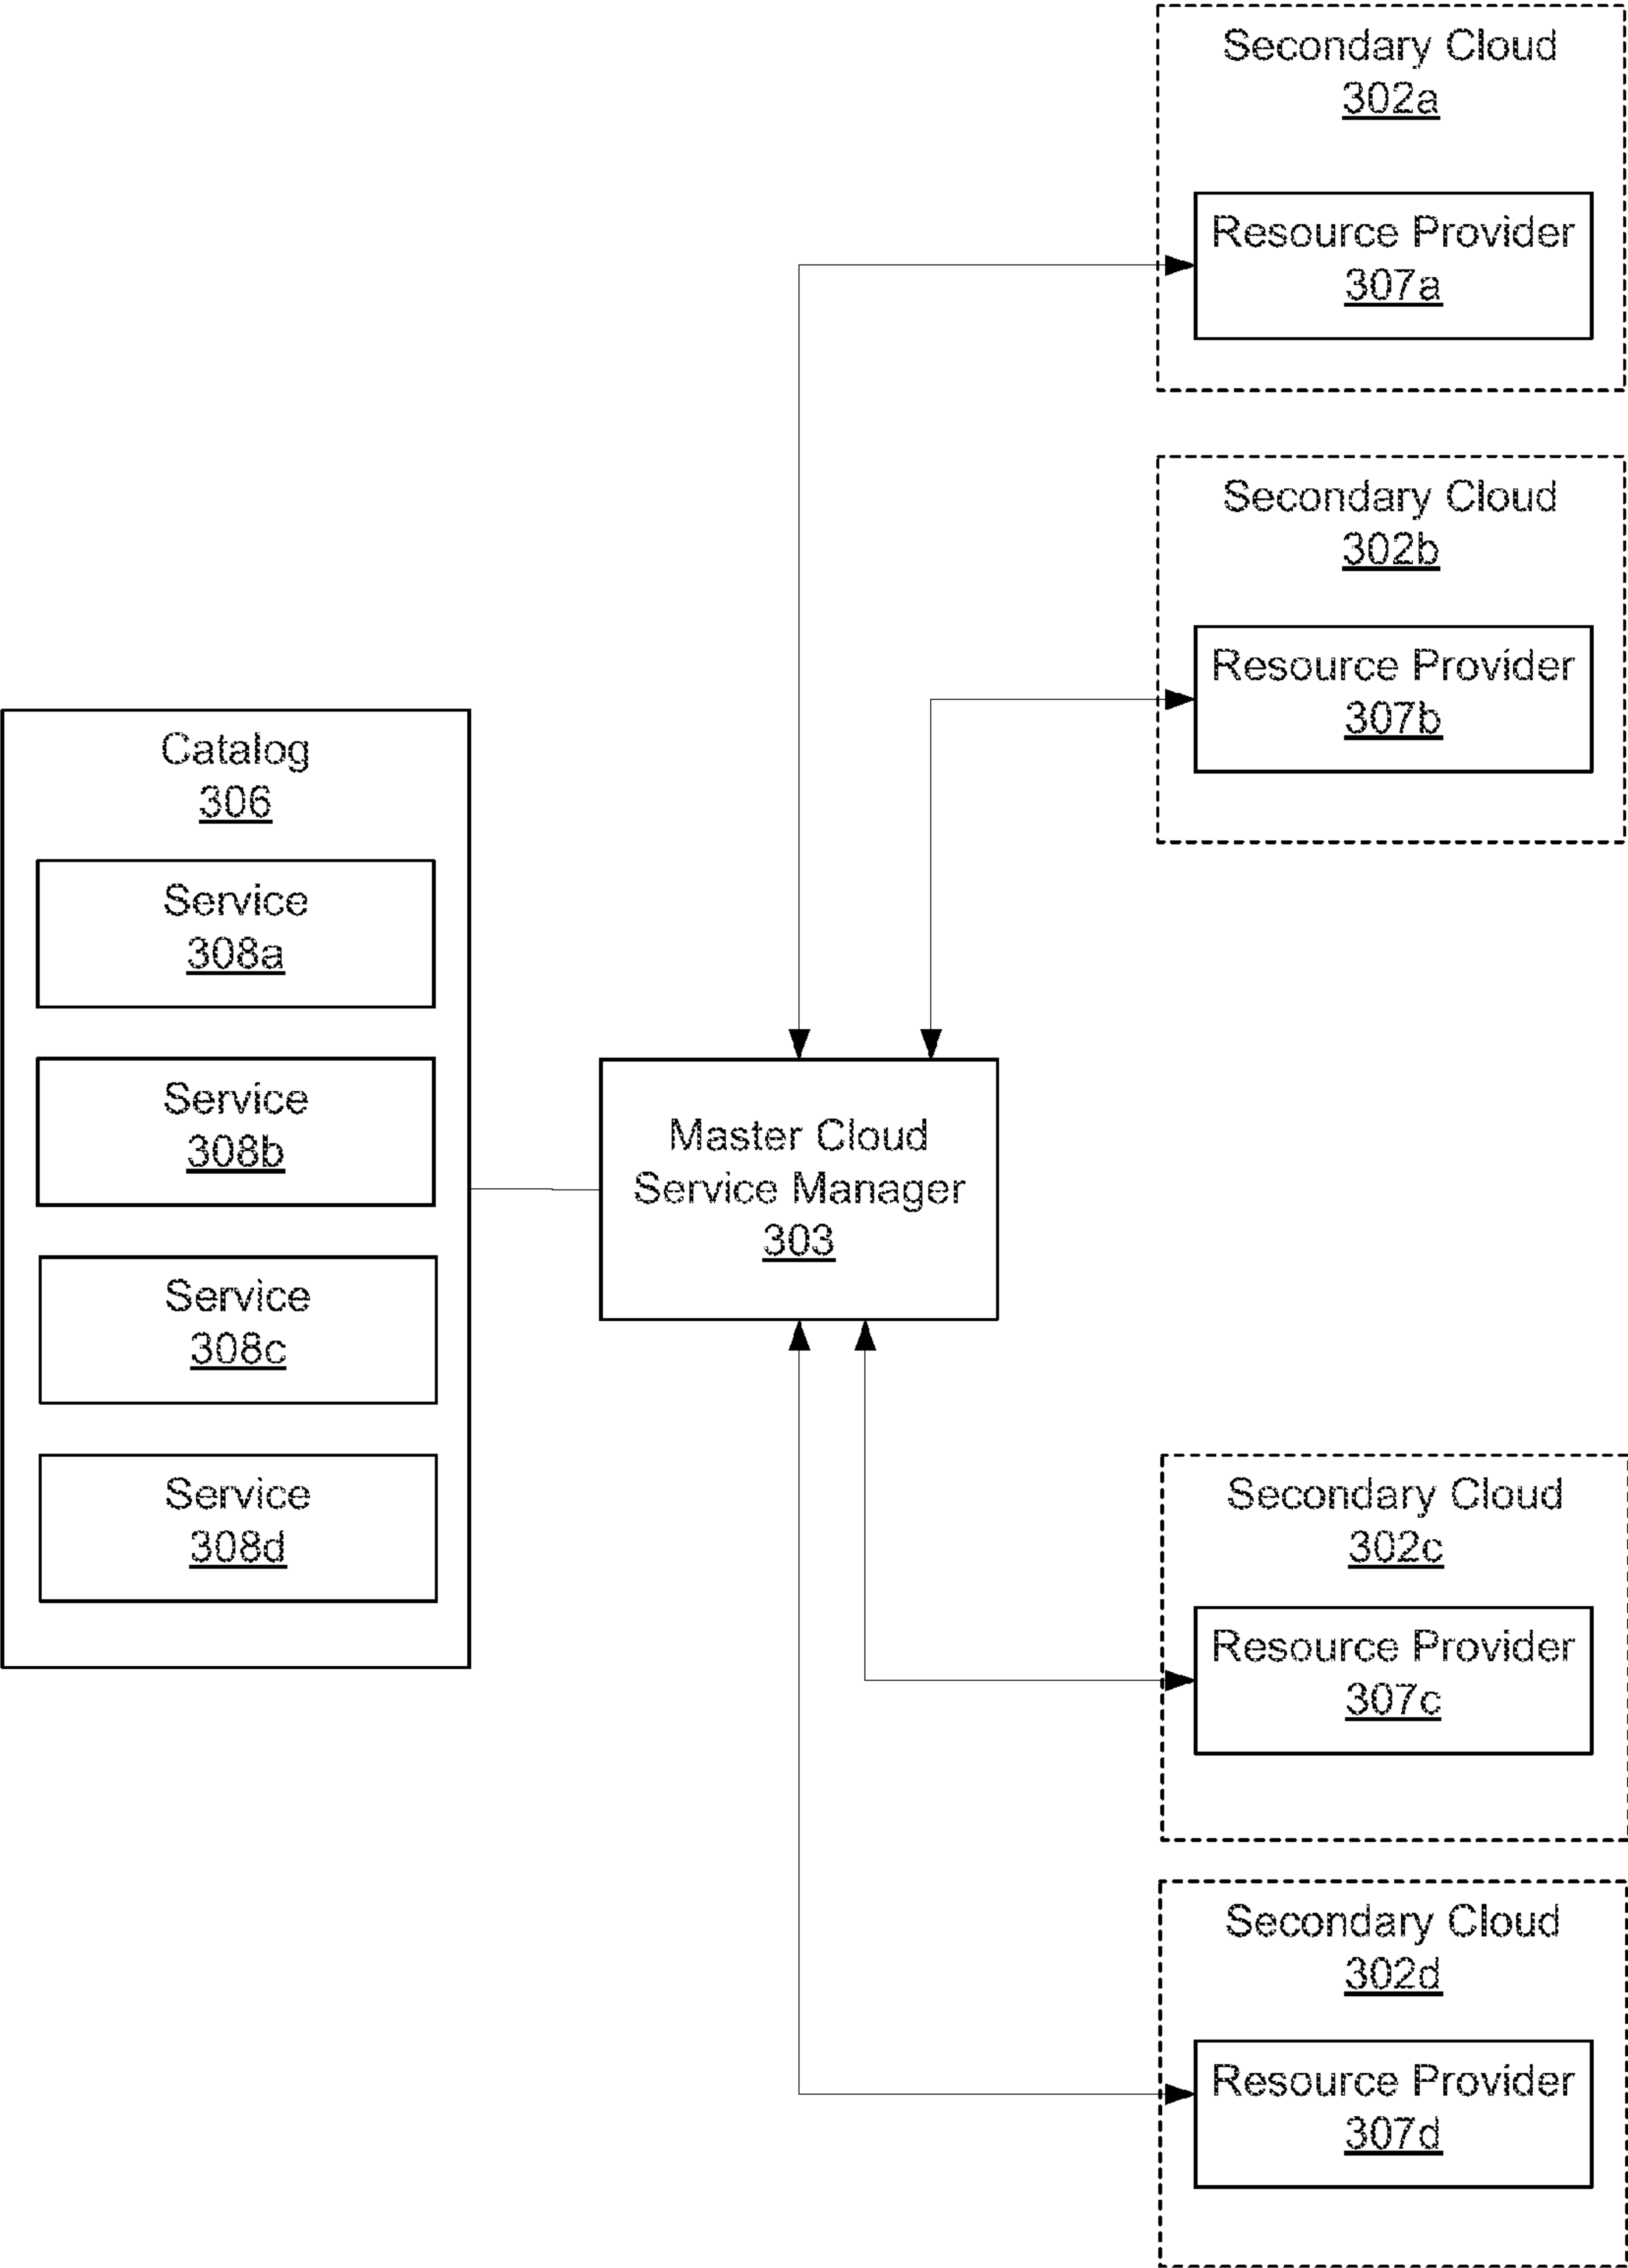 Secondary Cloud
302a
Resource Provider
307a
Secondary Cloud
302b
Resource Provider
307b
Catalog
306
Service
308a
Service
308b
Service
308c
Service
308d
Master Cloud
Service Manager
303
Secondary Cloud
302c
Resource Provider
307c
Secondary Cloud
302d
Resource Provider
307d